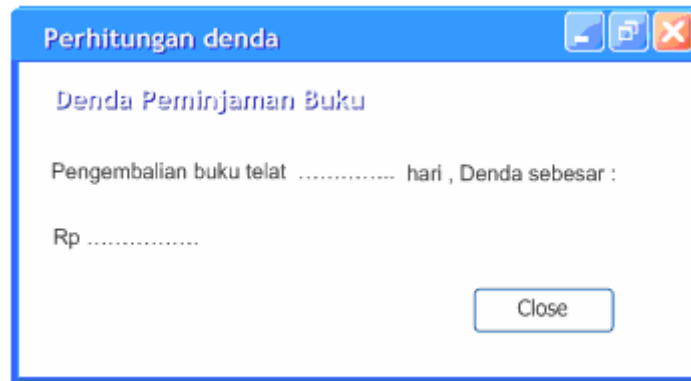 Perhitungan denda
Denda Peminjaman Buku
Pengembalian buku telat .............. hari , Denda sebesar :
Rp ................
Close